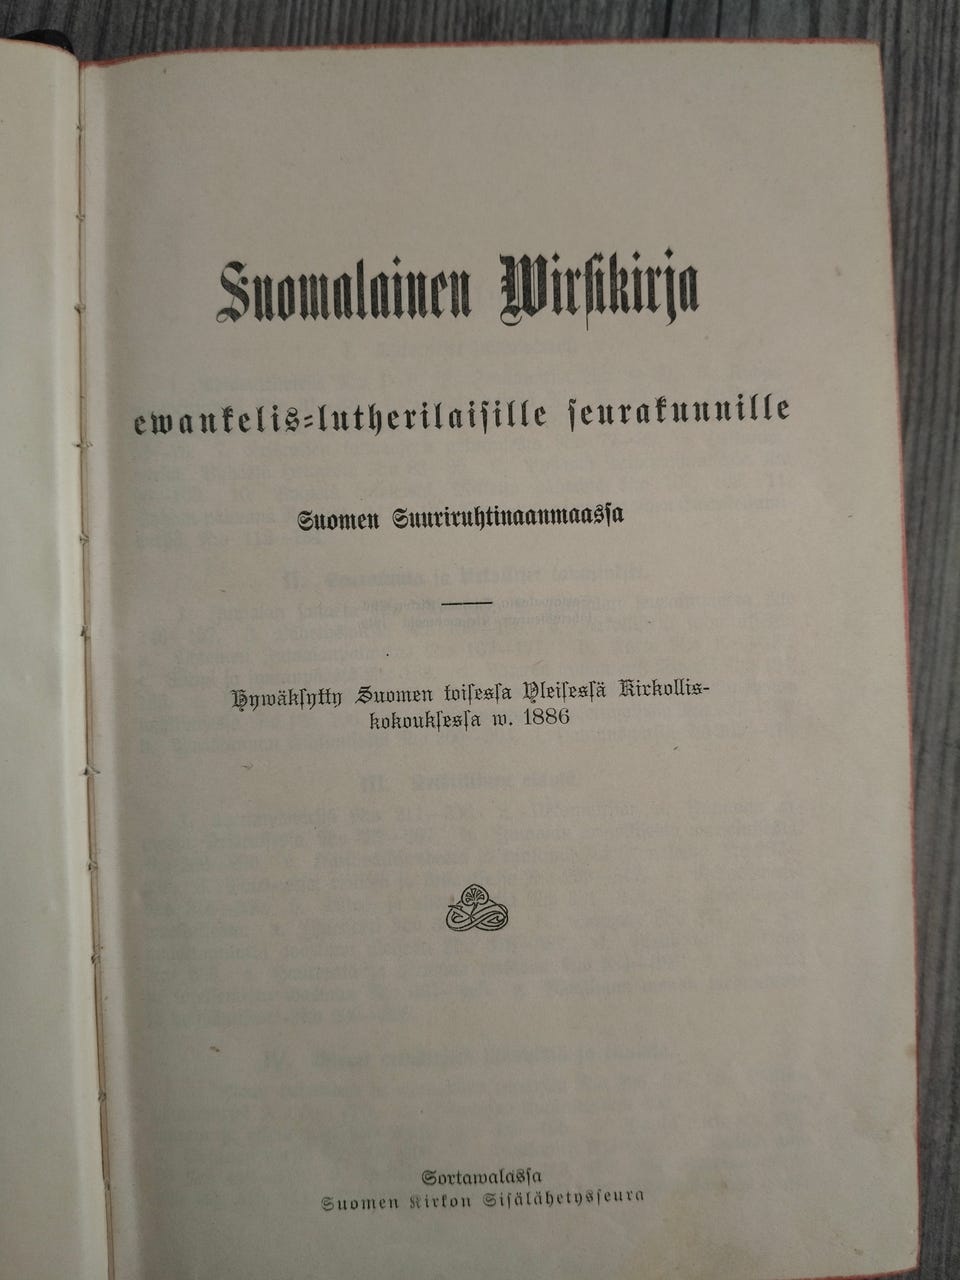 Suomalainen Wirsikirja
ewankelis-lutherilaisille seurakunnille
Suomen Suuriruhtinaanmaassa
Hywäksytty Suomen toisessa Yleisessä Kirkollis-
kokouksessa w. 1886
Sortawalassa
Suomen Kirkon Sisälähetysseura